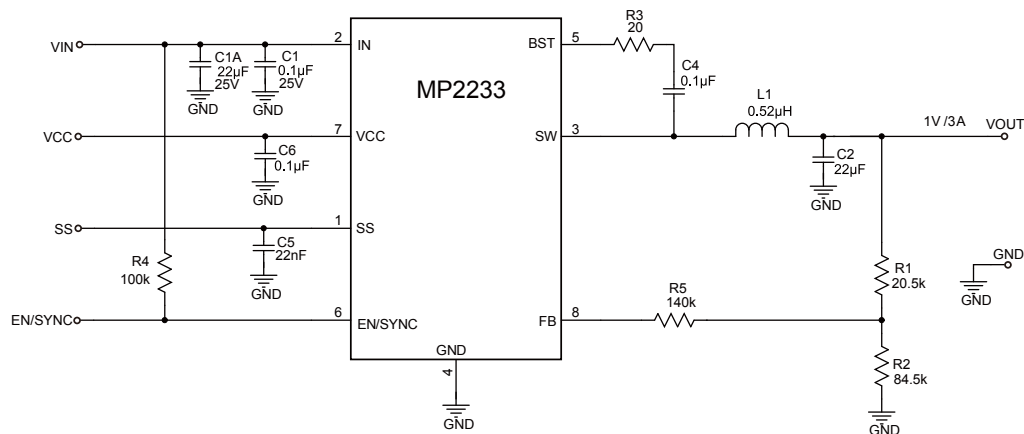 VIN
C1A
22µF
25V
GND
C1
0.1µF
25V
GND
2
IN
MP2233
BST
5
R3
20
C4
0.1µF
VCC
C6
0.1µF
GND
7
VCC
SW
3
L1
0.52µH
1V /3A
VOUT
C2
22µF
GND
SS
C5
22nF
GND
1
SS
R4
100k
EN/SYNC
6
EN/SYNC
GND
4
GND
FB
8
R5
140k
R1
20.5k
R2
84.5k
GND
GND
GND